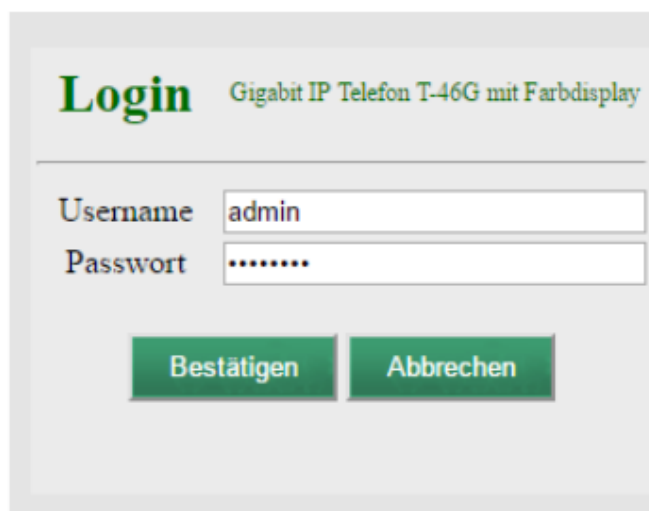 Login Gigabit IP Telefon T-46G mit Farbdisplay
Username admin
Passwort ••••••••
Bestätigen Abbrechen